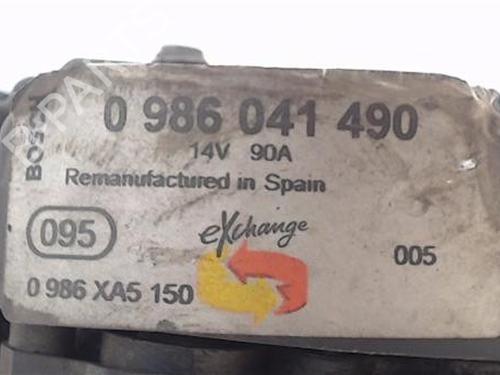 BOSCH
0 986 041 490
14V 90A
Remanufactured in Spain
095
eXchange
005
0 986 XA5 150